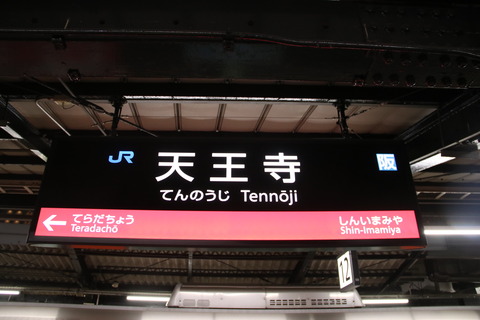 JR 天王寺 阪
てんのうじ Tennōji
← てらだちょう しんいまみや
Teradachō Shin-Imamiya
12